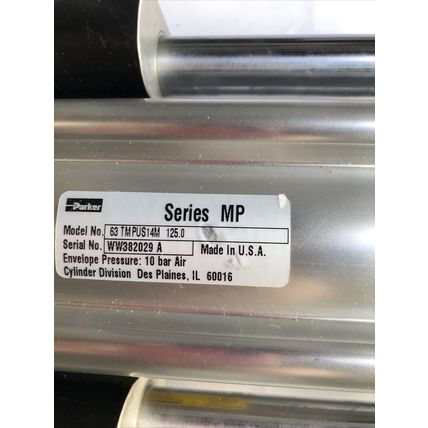 Parker
Series MP
Model No. 63 TMPUS14M 125.0
Serial No. WW382029 A Made In U.S.A.
Envelope Pressure: 10 bar Air
Cylinder Division Des Plaines, IL 60016